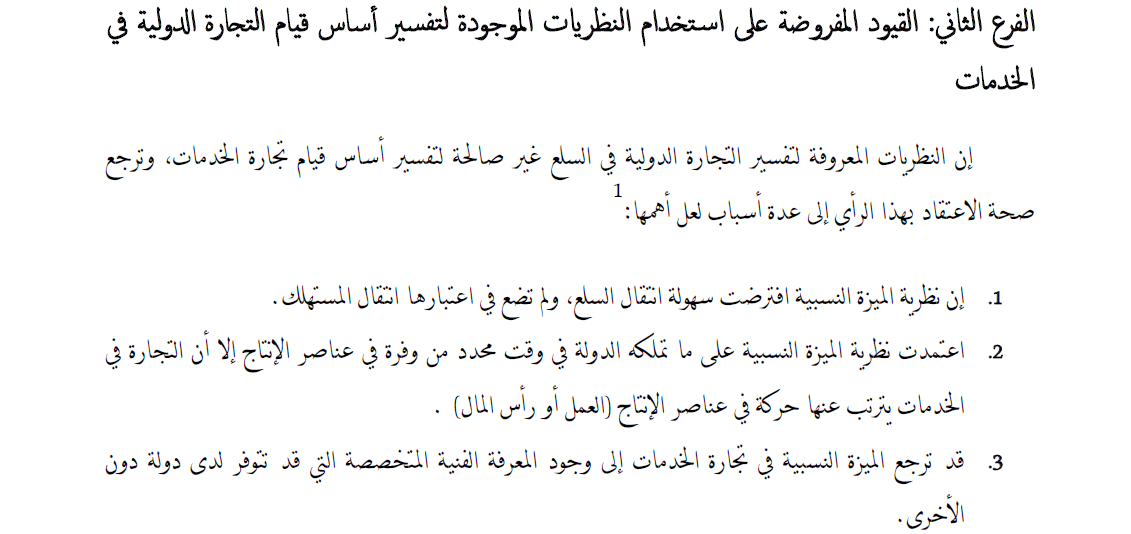 الفرع الثاني: القيود المفروضة على استخدام النظريات الموجودة لتفسير أساس قيام التجارة الدولية في
الخدمات
إن النظريات المعروفة لتفسير التجارة الدولية في السلع غير صالحة لتفسير أساس قيام تجارة الخدمات، وترجع
صحة الاعتقاد بهذا الرأي إلى عدة أسباب لعل أهمها:1
1. إن نظرية الميزة النسبية افترضت سهولة انتقال السلع، ولم تضع في اعتبارها انتقال المستهلك.
2. اعتمدت نظرية الميزة النسبية على ما تملكه الدولة في وقت محدد من وفرة في عناصر الإنتاج إلا أن التجارة في
الخدمات يترتب عنها حركة في عناصر الإنتاج (العمل أو رأس المال) .
3. قد ترجع الميزة النسبية في تجارة الخدمات إلى وجود المعرفة الفنية المتخصصة التي قد تتوفر لدى دولة دون
الأخرى.